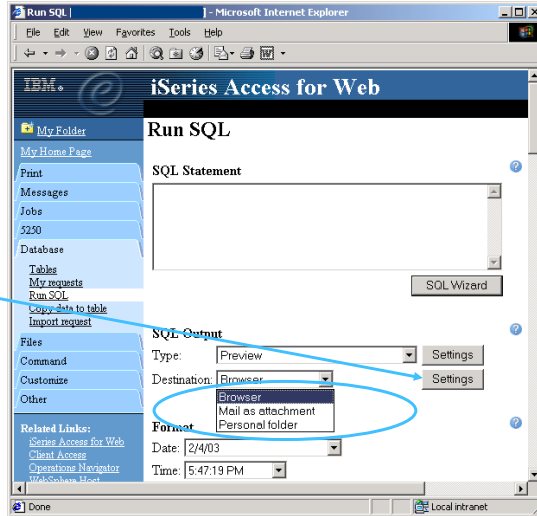 Run SQL | ] - Microsoft Internet Explorer
File Edit View Favorites Tools Help
IBM.
iSeries Access for Web
My Folder
My Home Page
Print
Messages
Jobs
5250
Database
Tables
My requests
Run SQL
Copy data to table
Import request
Files
Command
Customize
Other
Related Links:
iSeries Access for Web
Client Access
Operations Navigator
WebSphere Host
Run SQL
SQL Statement
SQL Wizard
SQL Output
Type: Preview Settings
Destination: Browser Settings
Browser
Mail as attachment
Personal folder
Format
Date: 2/4/03
Time: 5:47:19 PM
Done Local intranet